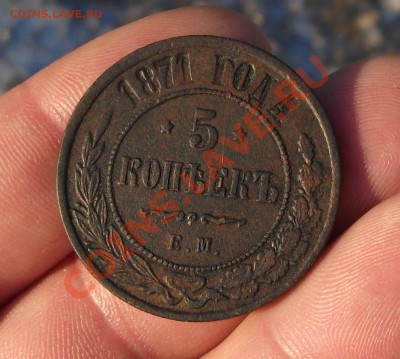 COINS.LAVE.RU
1871 ГОДА
5
КОПѢЕКЪ
Е.М.
COINS.LAVE.RU